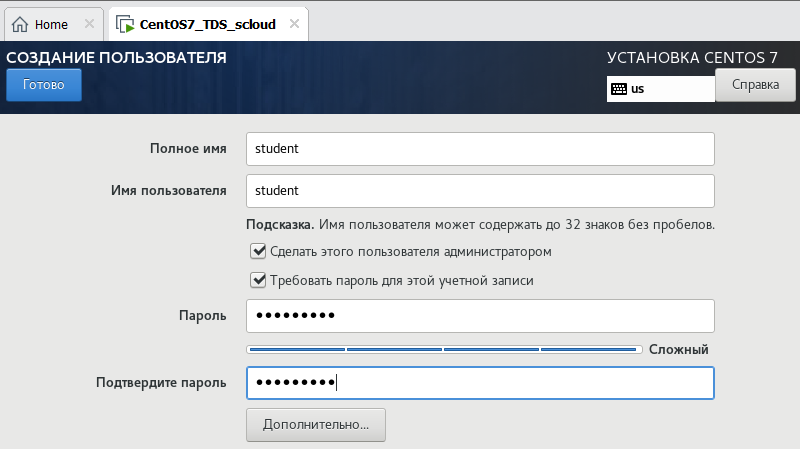 Home
CentOS7_TDS_scloud
СОЗДАНИЕ ПОЛЬЗОВАТЕЛЯ
УСТАНОВКА CENTOS 7
Готово
us
Справка
Полное имя
student
Имя пользователя
student
Подсказка. Имя пользователя может содержать до 32 знаков без пробелов.
Сделать этого пользователя администратором
Требовать пароль для этой учетной записи
Пароль
●●●●●●●●●
Сложный
Подтвердите пароль
●●●●●●●●●
Дополнительно...